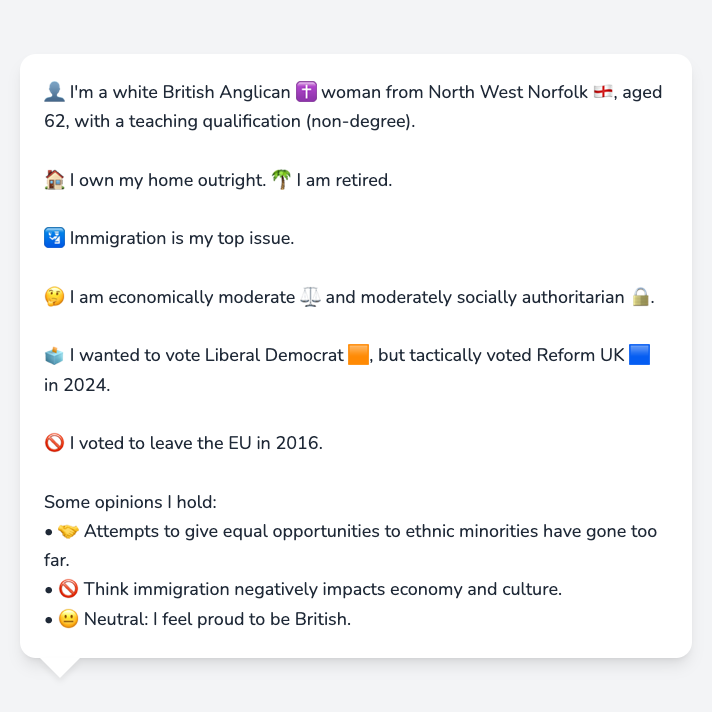 👤 I'm a white British Anglican ✝️ woman from North West Norfolk 🏴󠁧󠁢󠁥󠁮󠁧󠁿, aged
62, with a teaching qualification (non-degree).
🏠 I own my home outright. 🌴 I am retired.
🛂 Immigration is my top issue.
🤔 I am economically moderate ⚖️ and moderately socially authoritarian 🔒.
🗳️ I wanted to vote Liberal Democrat 🟧, but tactically voted Reform UK 🟦
in 2024.
🚫 I voted to leave the EU in 2016.
Some opinions I hold:
• 🤝 Attempts to give equal opportunities to ethnic minorities have gone too
far.
• 🚫 Think immigration negatively impacts economy and culture.
• 😐 Neutral: I feel proud to be British.